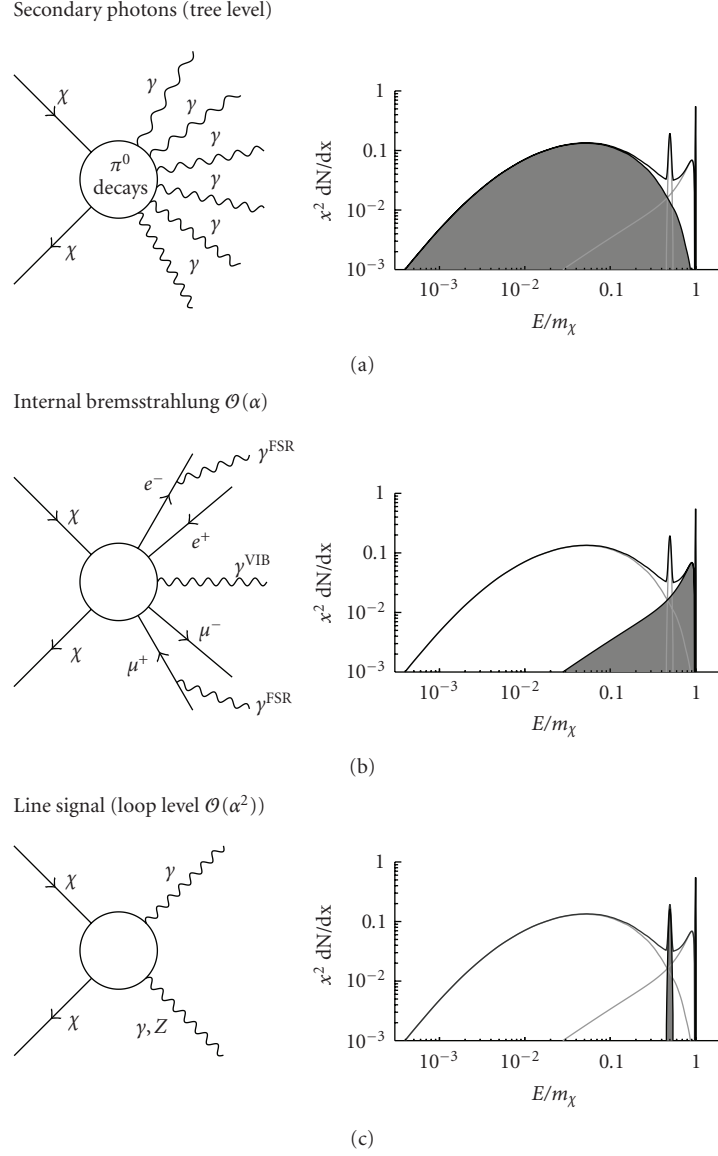 Secondary photons (tree level)
χ
χ
π⁰
decays
γ
γ
γ
γ
γ
γ
x² dN/dx
1
0.1
10⁻²
10⁻³
10⁻³
10⁻²
0.1
1
E/mχ
(a)
Internal bremsstrahlung 𝒪(α)
χ
χ
e⁻
γFSR
e⁺
γVIB
μ⁻
μ⁺
γFSR
x² dN/dx
1
0.1
10⁻²
10⁻³
10⁻³
10⁻²
0.1
1
E/mχ
(b)
Line signal (loop level 𝒪(α²))
χ
χ
γ
γ, Z
x² dN/dx
1
0.1
10⁻²
10⁻³
10⁻³
10⁻²
0.1
1
E/mχ
(c)